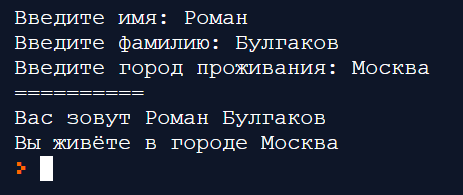 Введите имя: Роман
Введите фамилию: Булгаков
Введите город проживания: Москва
==========
Вас зовут Роман Булгаков
Вы живёте в городе Москва
>